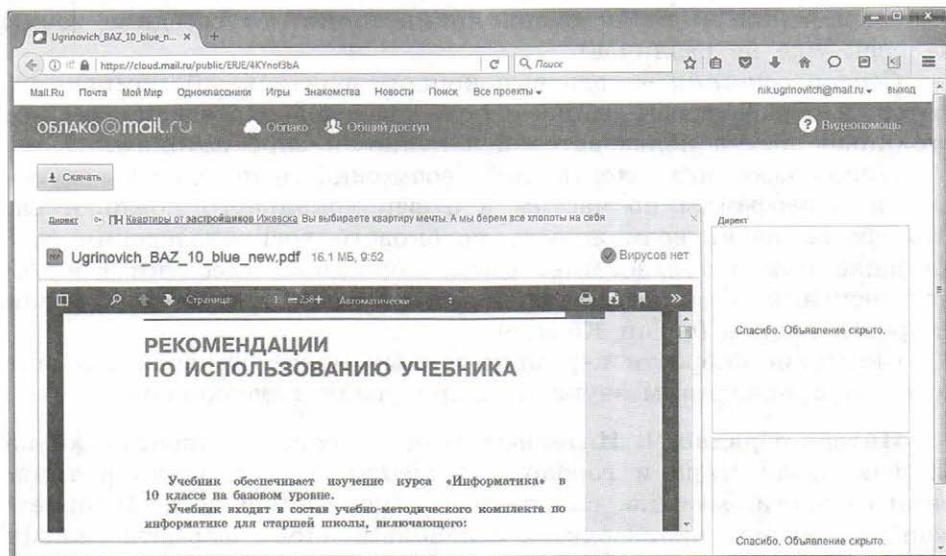 Ugrinovich_BAZ_10_blue_n... × +
https://cloud.mail.ru/public/ERJE/4KYnof3bA
Поиск
Mail.Ru Почта Мой Мир Одноклассники Игры Знакомства Новости Поиск Все проекты
nik.ugrinovitch@mail.ru выход
ОБЛАКО@mail.ru Облако Общий доступ ? Видеопомощь
Скачать
Директ ПН Квартиры от застройщиков Ижевска Вы выбираете квартиру мечты. А мы берем все хлопоты на себя ×
Директ
Ugrinovich_BAZ_10_blue_new.pdf 16.1 МБ, 9:52 Вирусов нет
Страница: 1 из 238 + Автоматически
Спасибо. Объявление скрыто.
РЕКОМЕНДАЦИИ
ПО ИСПОЛЬЗОВАНИЮ УЧЕБНИКА
Учебник обеспечивает изучение курса «Информатика» в
10 классе на базовом уровне.
Учебник входит в состав учебно-методического комплекта по
информатике для старшей школы, включающего:
Спасибо. Объявление скрыто.